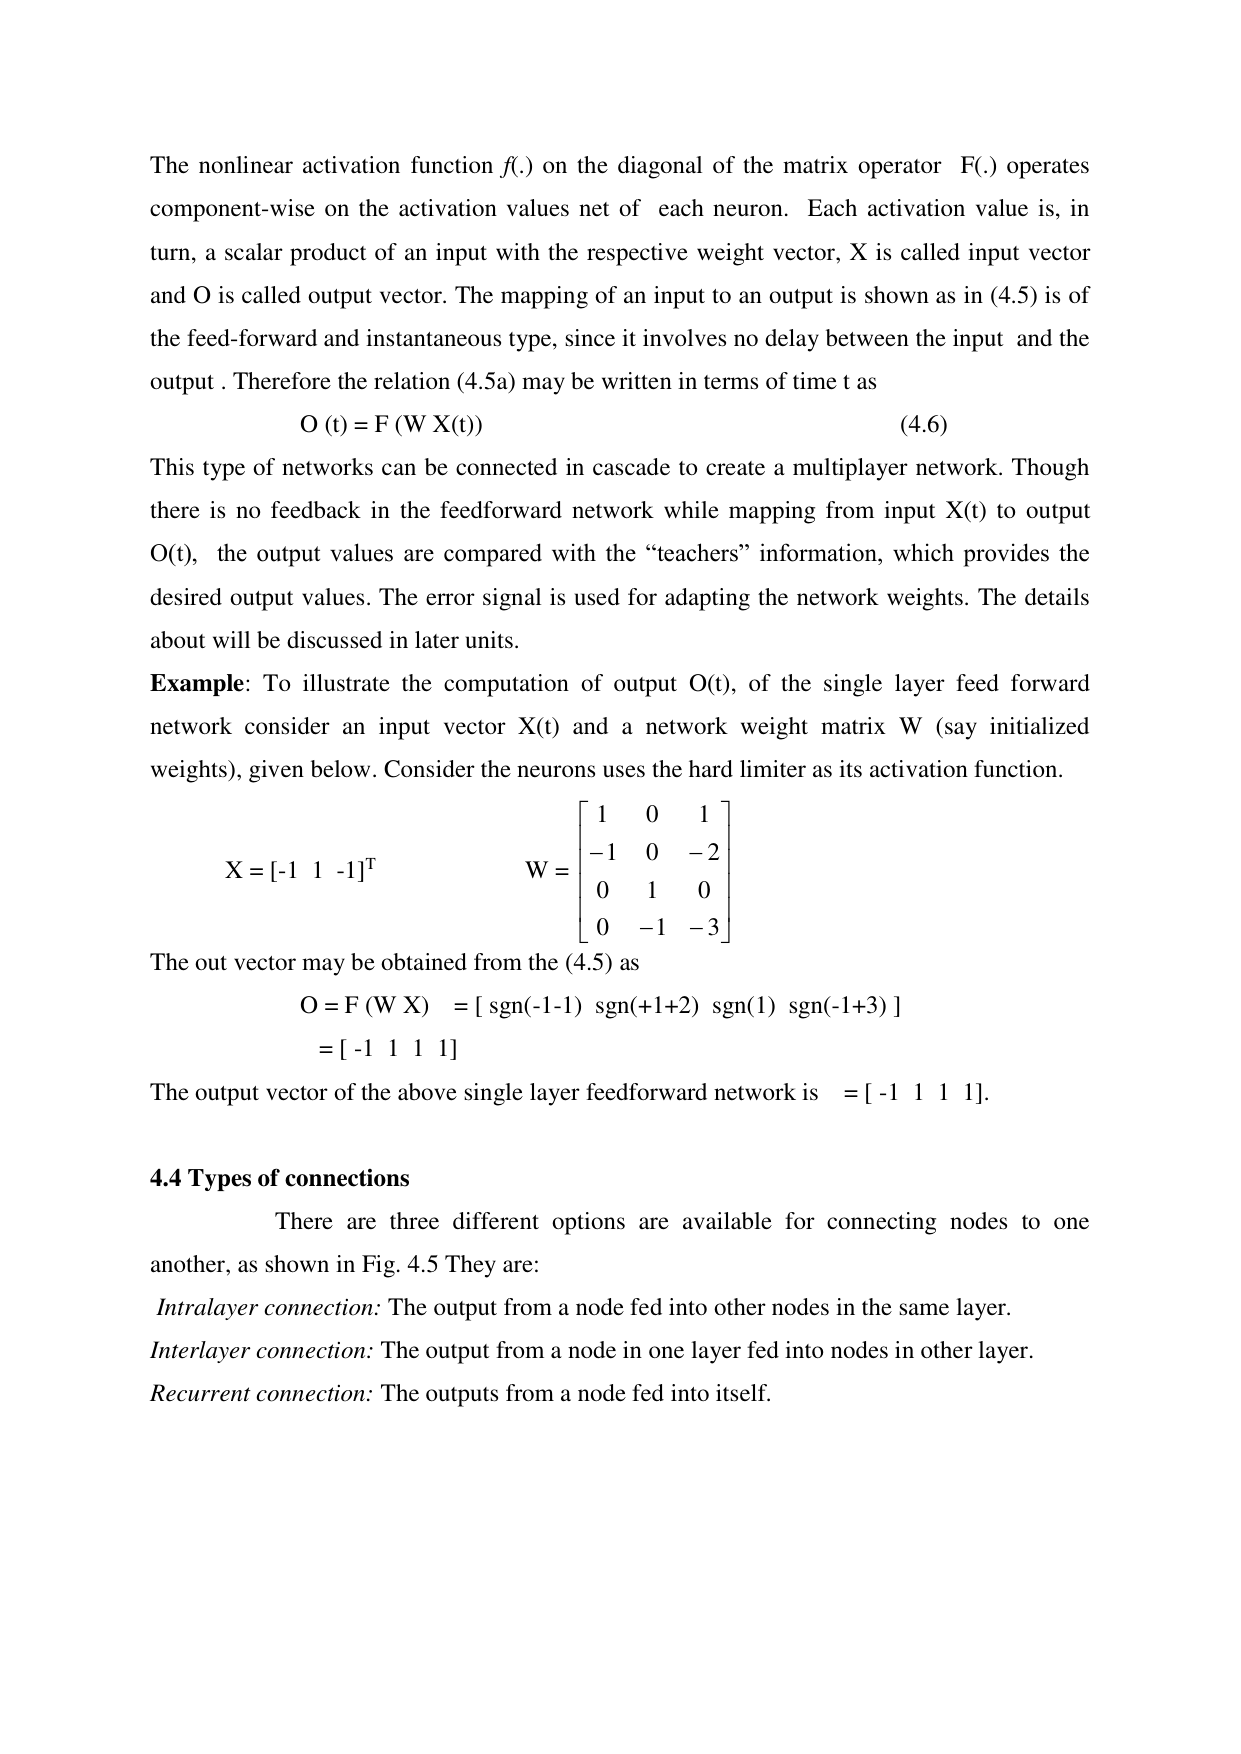 The nonlinear activation function f(.) on the diagonal of the matrix operator F(.) operates
component-wise on the activation values net of each neuron. Each activation value is, in
turn, a scalar product of an input with the respective weight vector, X is called input vector
and O is called output vector. The mapping of an input to an output is shown as in (4.5) is of
the feed-forward and instantaneous type, since it involves no delay between the input and the
output . Therefore the relation (4.5a) may be written in terms of time t as
O (t) = F (W X(t)) (4.6)
This type of networks can be connected in cascade to create a multiplayer network. Though
there is no feedback in the feedforward network while mapping from input X(t) to output
O(t), the output values are compared with the “teachers” information, which provides the
desired output values. The error signal is used for adapting the network weights. The details
about will be discussed in later units.
Example: To illustrate the computation of output O(t), of the single layer feed forward
network consider an input vector X(t) and a network weight matrix W (say initialized
weights), given below. Consider the neurons uses the hard limiter as its activation function.
X = [-1 1 -1]ᵀ W =
1 0 1
−1 0 −2
0 1 0
0 −1 −3
The out vector may be obtained from the (4.5) as
O = F (W X) = [ sgn(-1-1) sgn(+1+2) sgn(1) sgn(-1+3) ]
= [ -1 1 1 1]
The output vector of the above single layer feedforward network is = [ -1 1 1 1].
4.4 Types of connections
There are three different options are available for connecting nodes to one
another, as shown in Fig. 4.5 They are:
Intralayer connection: The output from a node fed into other nodes in the same layer.
Interlayer connection: The output from a node in one layer fed into nodes in other layer.
Recurrent connection: The outputs from a node fed into itself.